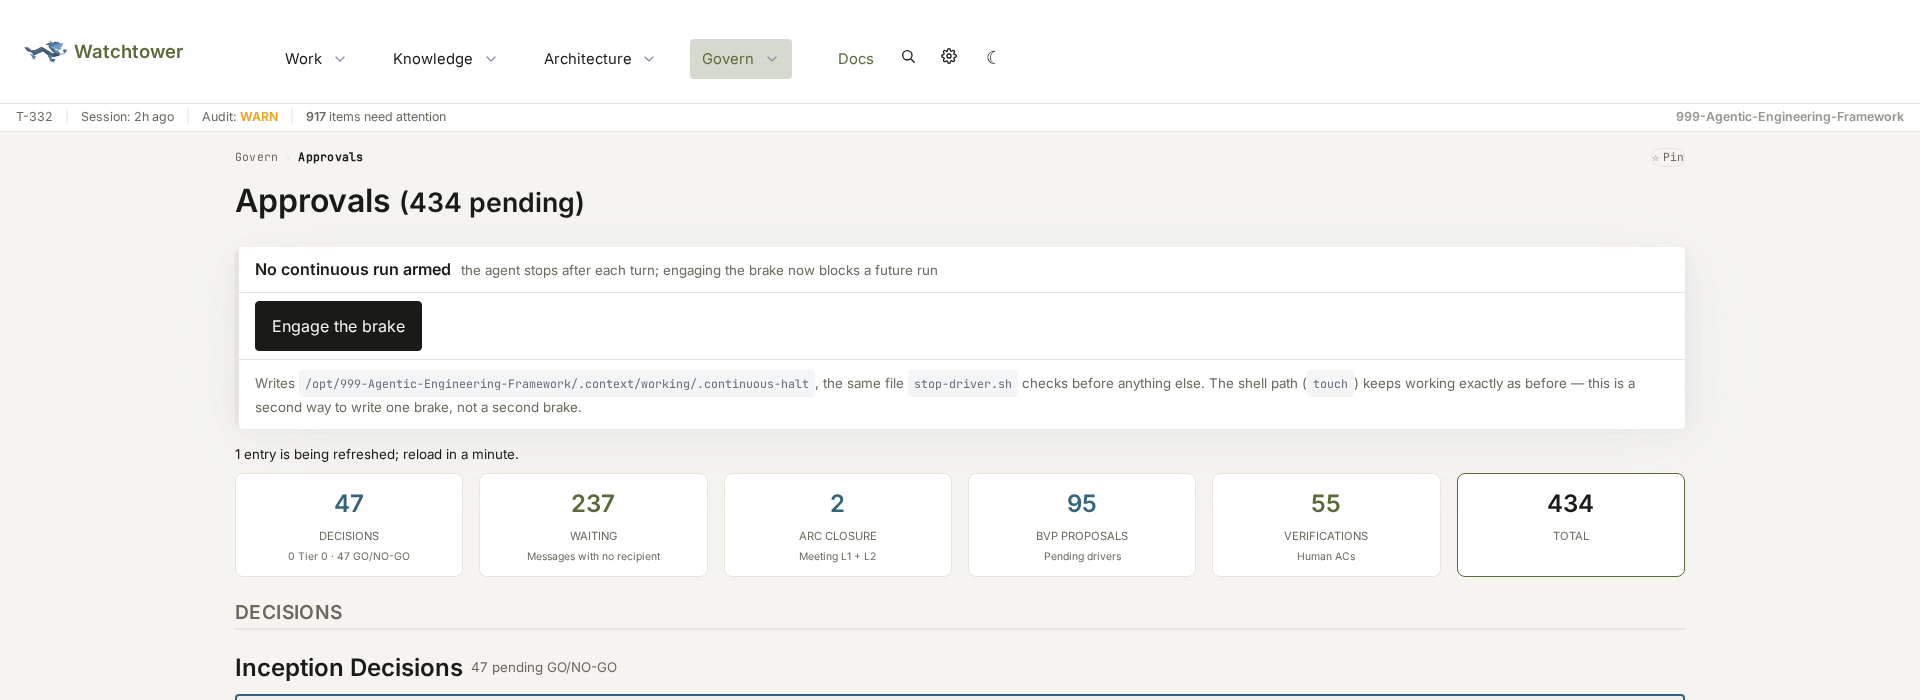 Watchtower
Work
Knowledge
Architecture
Govern
Docs
T-332
Session: 2h ago
Audit: WARN
917 items need attention
999-Agentic-Engineering-Framework
Govern › Approvals
☆ Pin
Approvals (434 pending)
No continuous run armed the agent stops after each turn; engaging the brake now blocks a future run
Engage the brake
Writes /opt/999-Agentic-Engineering-Framework/.context/working/.continuous-halt, the same file stop-driver.sh checks before anything else. The shell path (touch) keeps working exactly as before — this is a
second way to write one brake, not a second brake.
1 entry is being refreshed; reload in a minute.
47
DECISIONS
0 Tier 0 · 47 GO/NO-GO
237
WAITING
Messages with no recipient
2
ARC CLOSURE
Meeting L1 + L2
95
BVP PROPOSALS
Pending drivers
55
VERIFICATIONS
Human ACs
434
TOTAL
DECISIONS
Inception Decisions 47 pending GO/NO-GO